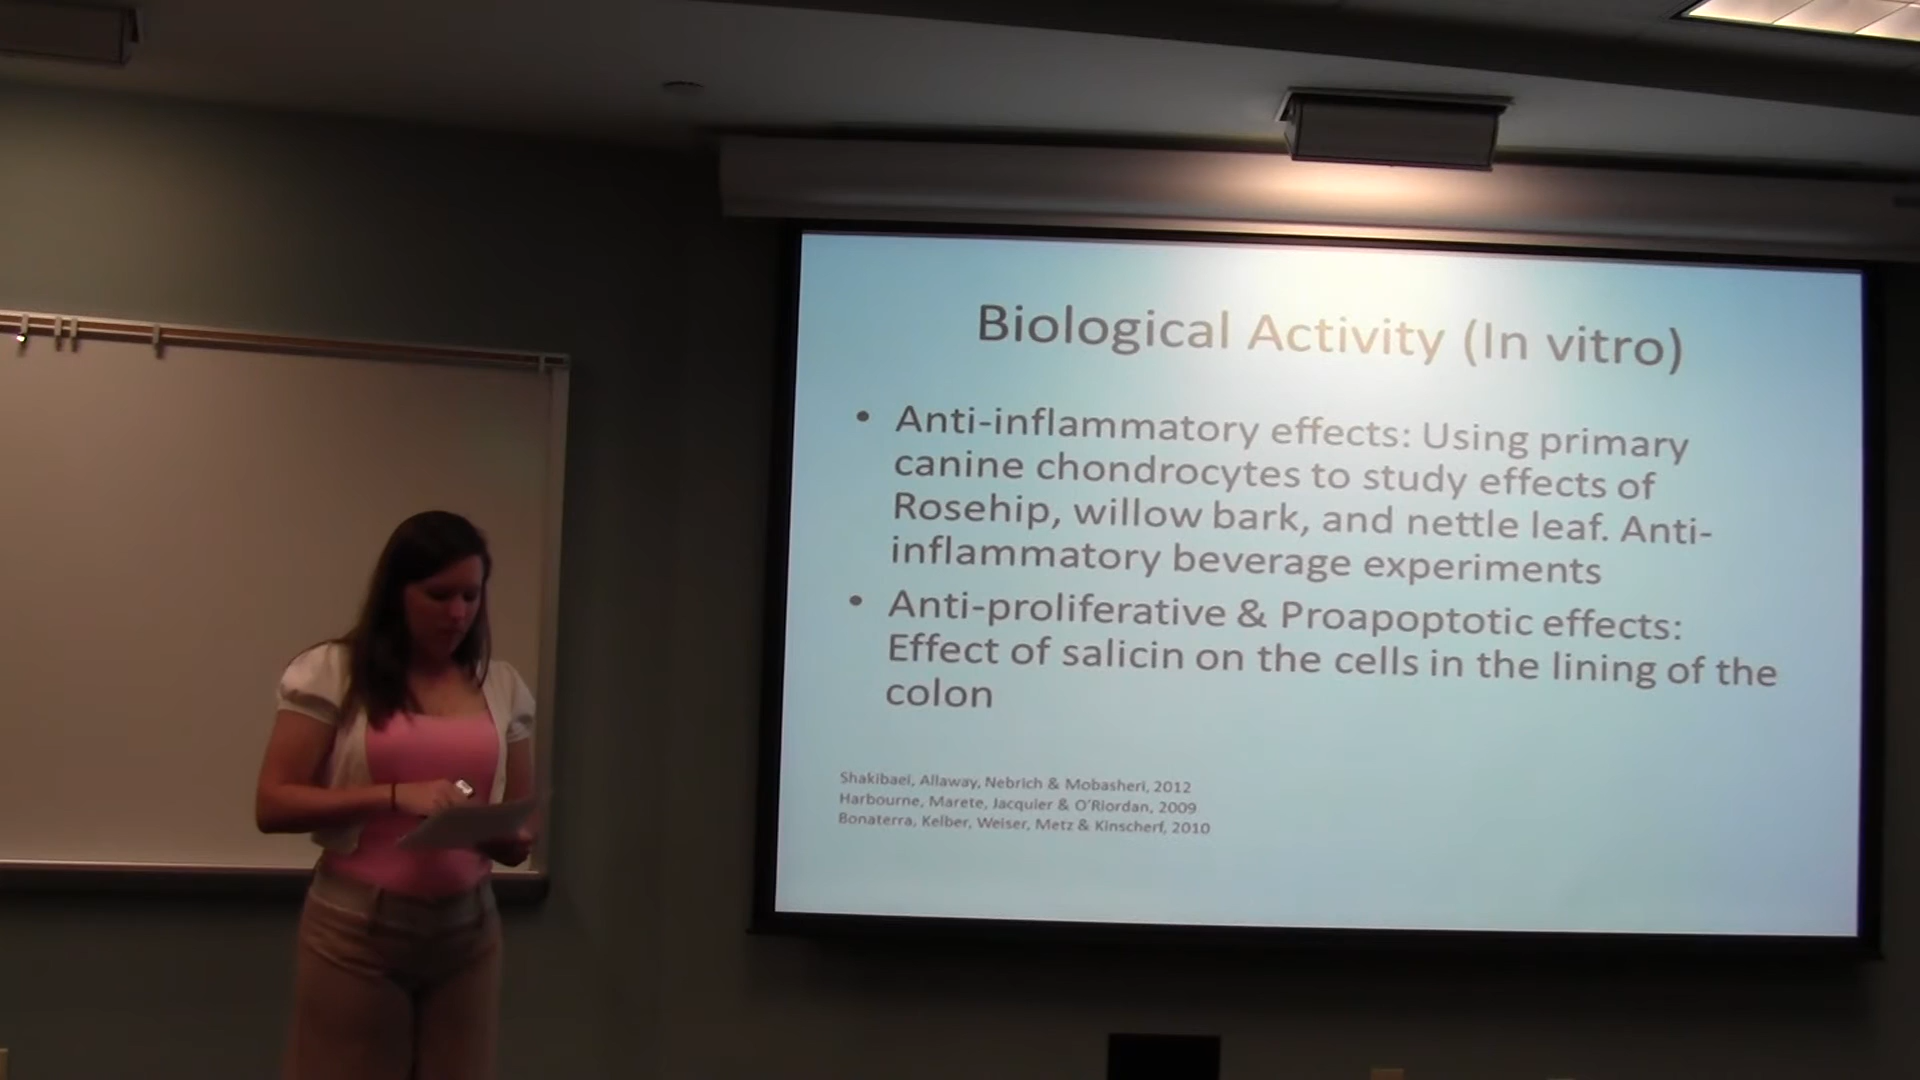 Biological Activity (In vitro)
• Anti-inflammatory effects: Using primary
canine chondrocytes to study effects of
Rosehip, willow bark, and nettle leaf. Anti-
inflammatory beverage experiments
• Anti-proliferative & Proapoptotic effects:
Effect of salicin on the cells in the lining of the
colon
Shakibaei, Allaway, Nebrich & Mobasheri, 2012
Harbourne, Marete, Jacquier & O'Riordan, 2009
Bonaterra, Kelber, Weiser, Metz & Kinscherf, 2010